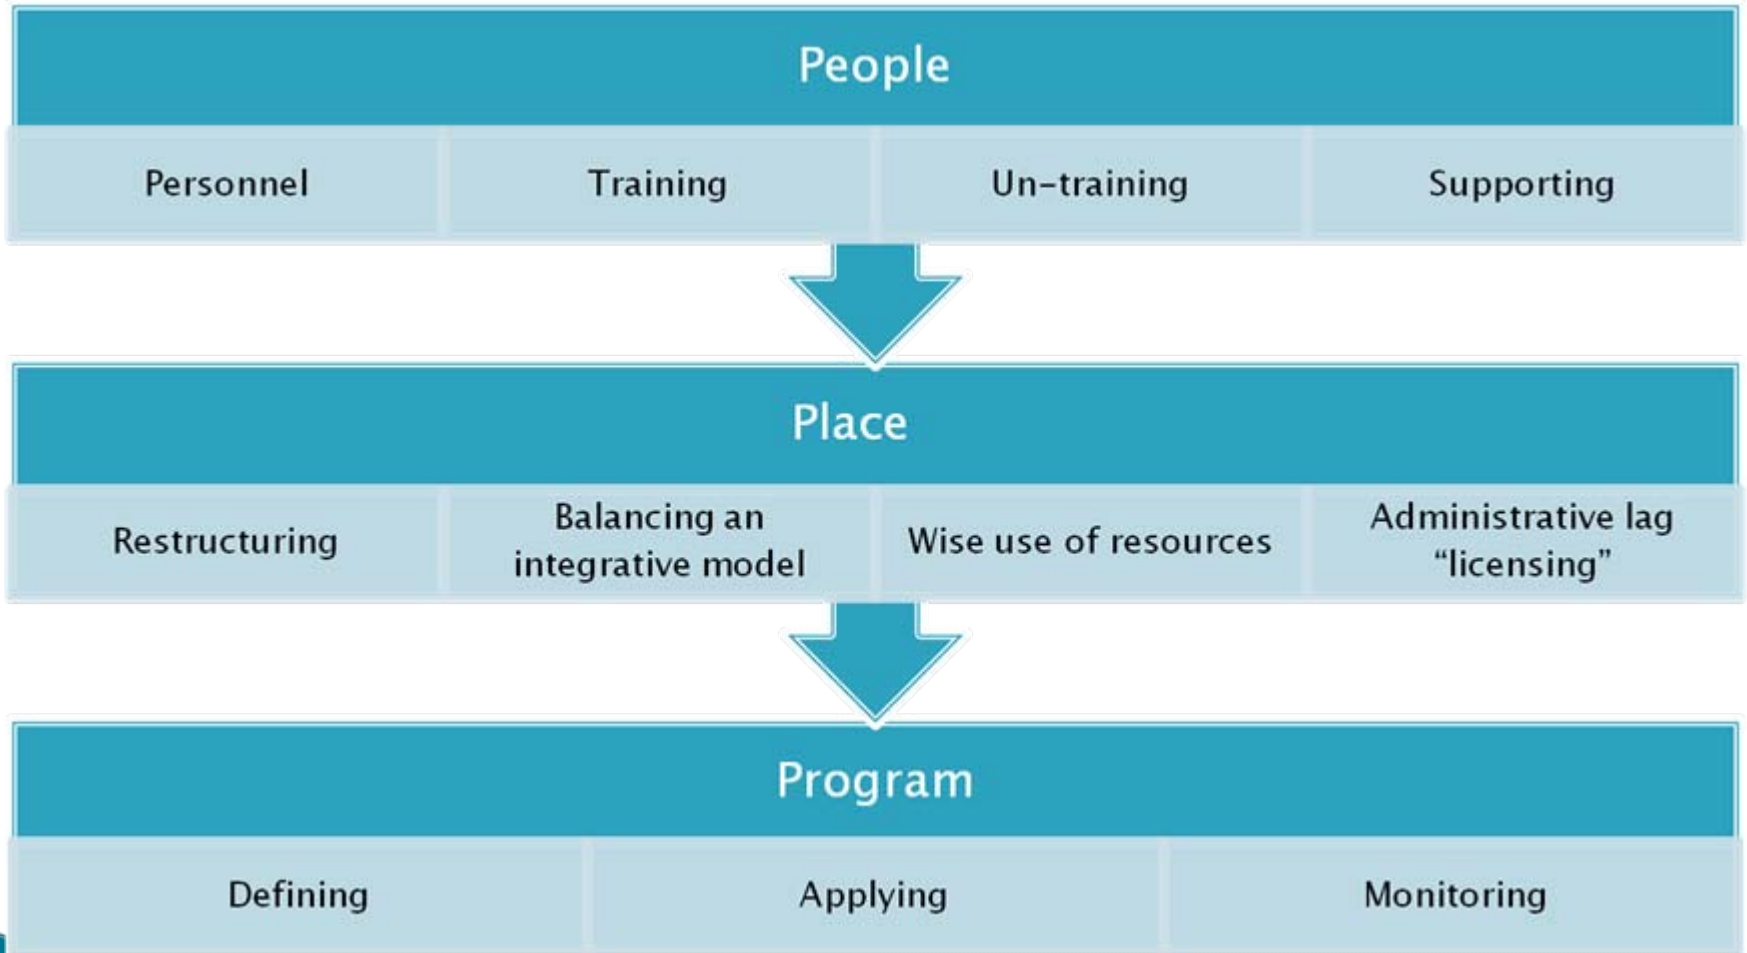 People
Personnel
Training
Un-training
Supporting
Place
Restructuring
Balancing an
integrative model
Wise use of resources
Administrative lag
“licensing”
Program
Defining
Applying
Monitoring